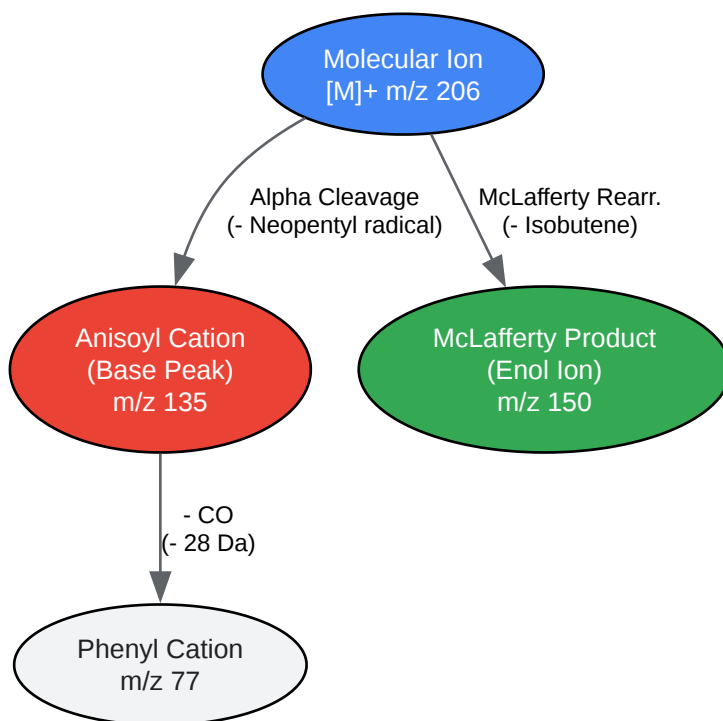 Molecular Ion
[M]+ m/z 206
Alpha Cleavage
(- Neopentyl radical)
McLafferty Rearr.
(- Isobutene)
Anisoyl Cation
(Base Peak)
m/z 135
McLafferty Product
(Enol Ion)
m/z 150
- CO
(- 28 Da)
Phenyl Cation
m/z 77